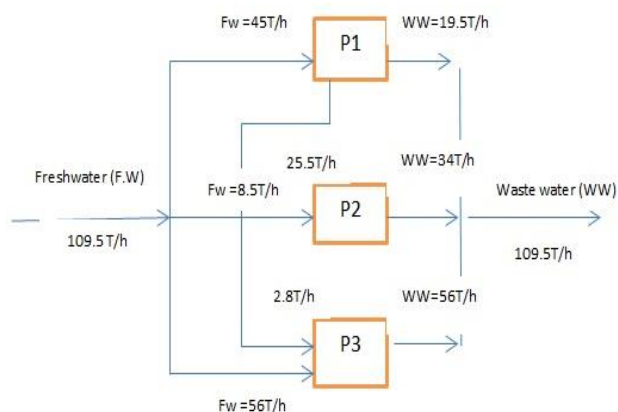 Fw =45T/h
WW=19.5T/h
P1
25.5T/h
WW=34T/h
Freshwater (F.W)
Fw =8.5T/h
P2
Waste water (WW)
109.5T/h
109.5T/h
2.8T/h
WW=56T/h
P3
Fw =56T/h